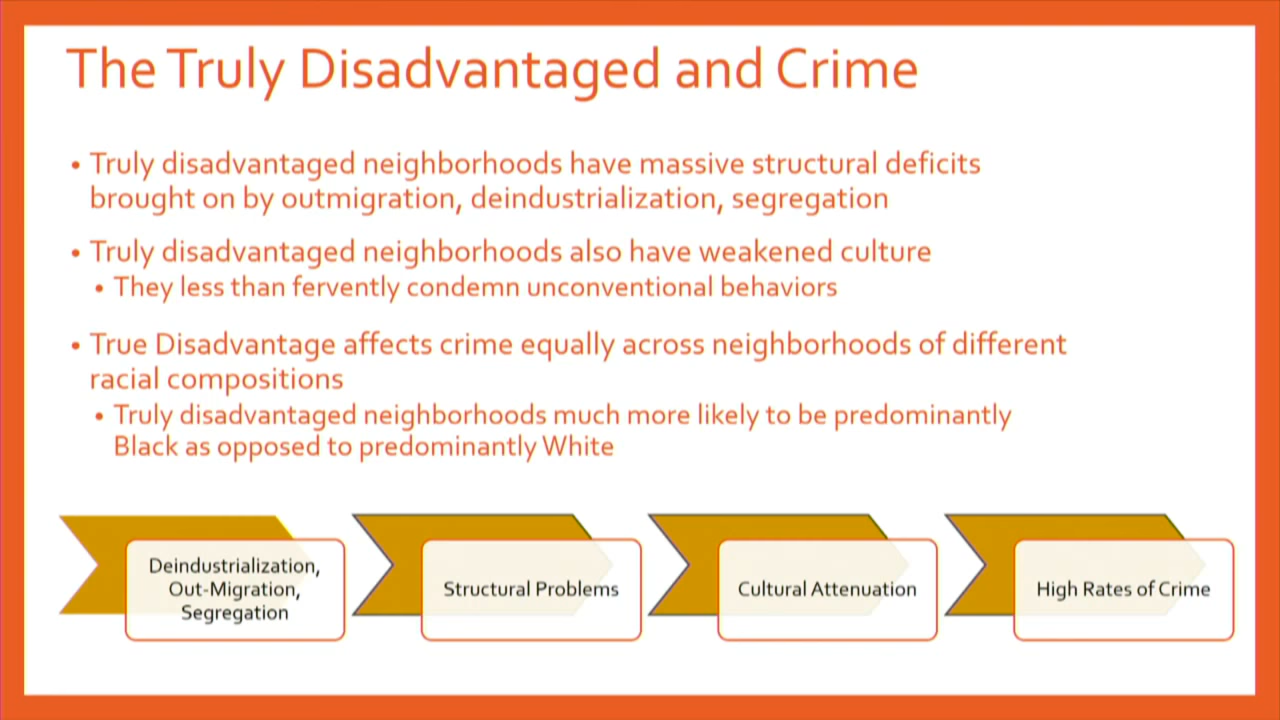 The Truly Disadvantaged and Crime
• Truly disadvantaged neighborhoods have massive structural deficits
brought on by outmigration, deindustrialization, segregation
• Truly disadvantaged neighborhoods also have weakened culture
• They less than fervently condemn unconventional behaviors
• True Disadvantage affects crime equally across neighborhoods of different
racial compositions
• Truly disadvantaged neighborhoods much more likely to be predominantly
Black as opposed to predominantly White
Deindustrialization,
Out-Migration,
Segregation
Structural Problems
Cultural Attenuation
High Rates of Crime